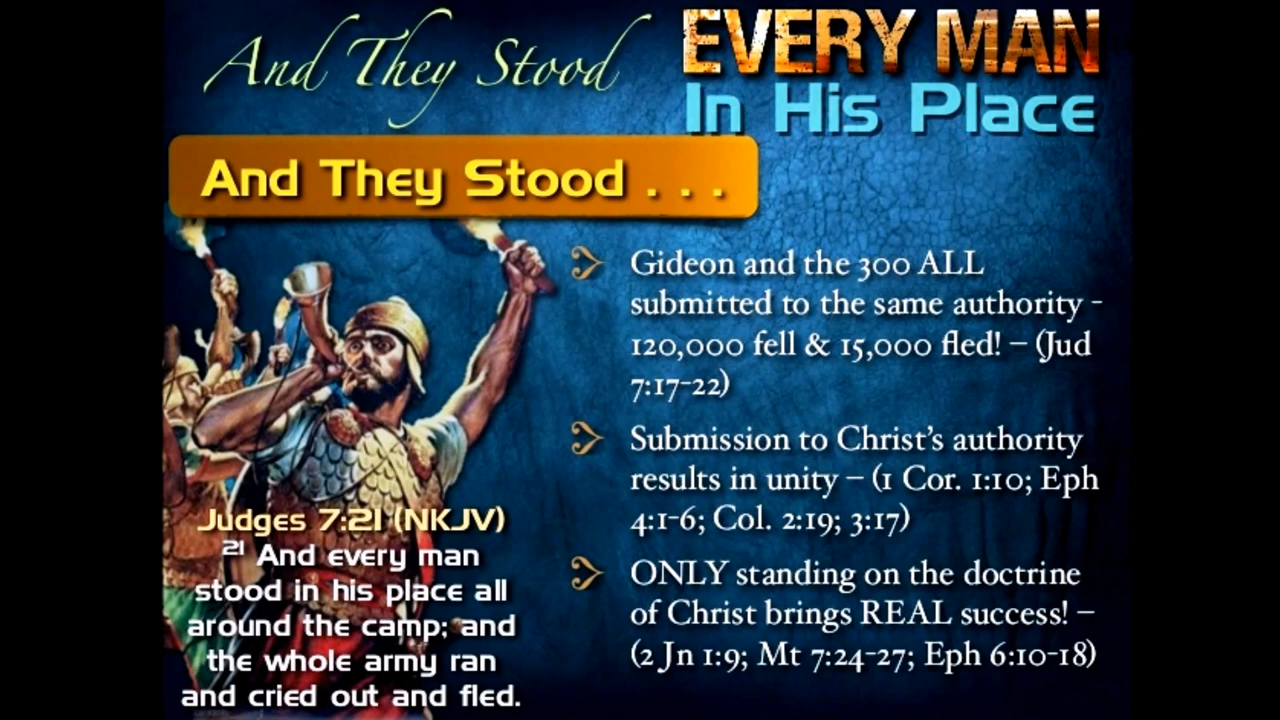 And They Stood
EVERY MAN
In His Place
And They Stood . . .
Gideon and the 300 ALL
submitted to the same authority -
120,000 fell & 15,000 fled! – (Jud
7:17-22)
Submission to Christ's authority
results in unity – (1 Cor. 1:10; Eph
4:1-6; Col. 2:19; 3:17)
ONLY standing on the doctrine
of Christ brings REAL success! –
(2 Jn 1:9; Mt 7:24-27; Eph 6:10-18)
Judges 7:21 (NKJV)
21 And every man
stood in his place all
around the camp; and
the whole army ran
and cried out and fled.